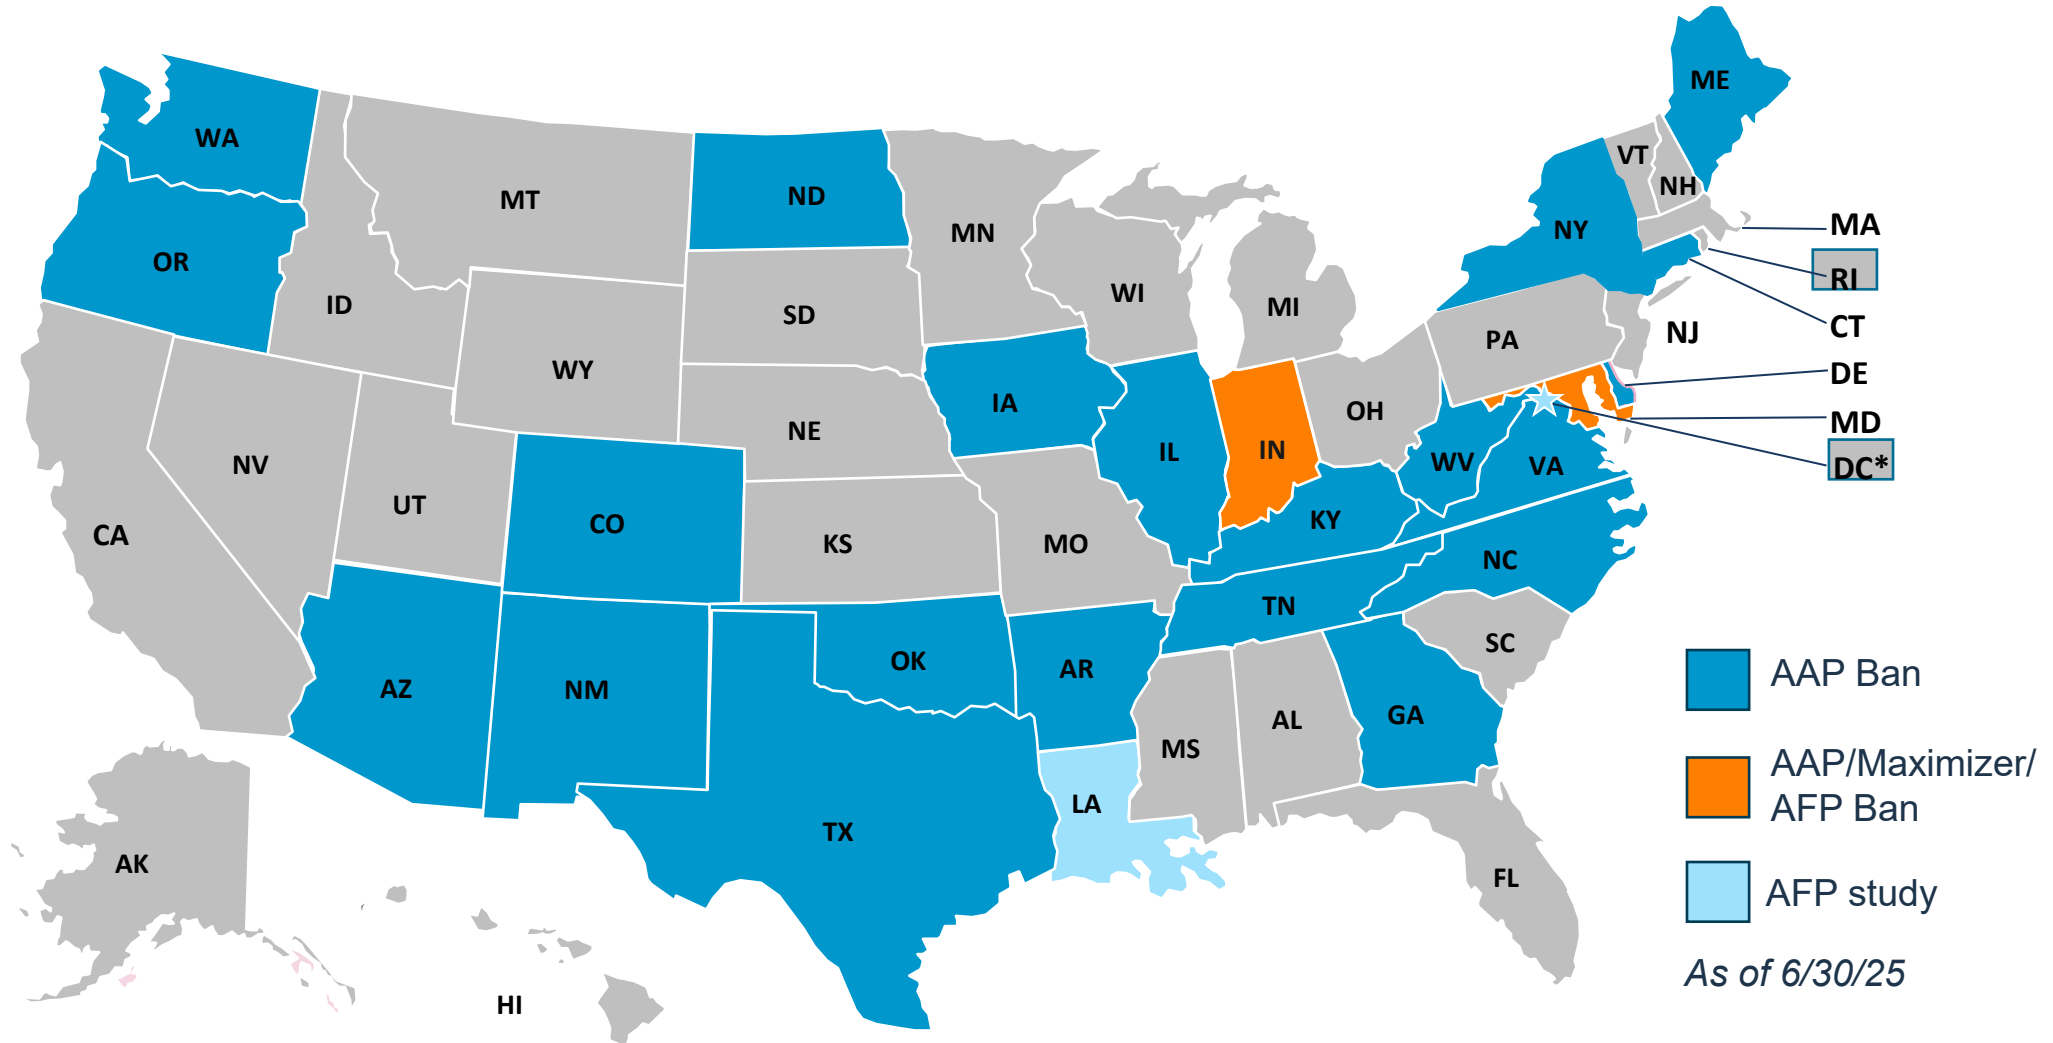 ME
WA
VT
NH
MT
ND
MN
NY
MA
OR
RI
ID
SD
WI
MI
CT
NJ
PA
WY
DE
IA
OH
NE
MD
IL
IN
WV
VA
DC*
NV
UT
CO
KY
CA
KS
MO
NC
TN
SC
OK
AR
AZ
NM
GA
AL
MS
LA
TX
AK
FL
HI
AAP Ban
AAP/Maximizer/
AFP Ban
AFP study
As of 6/30/25